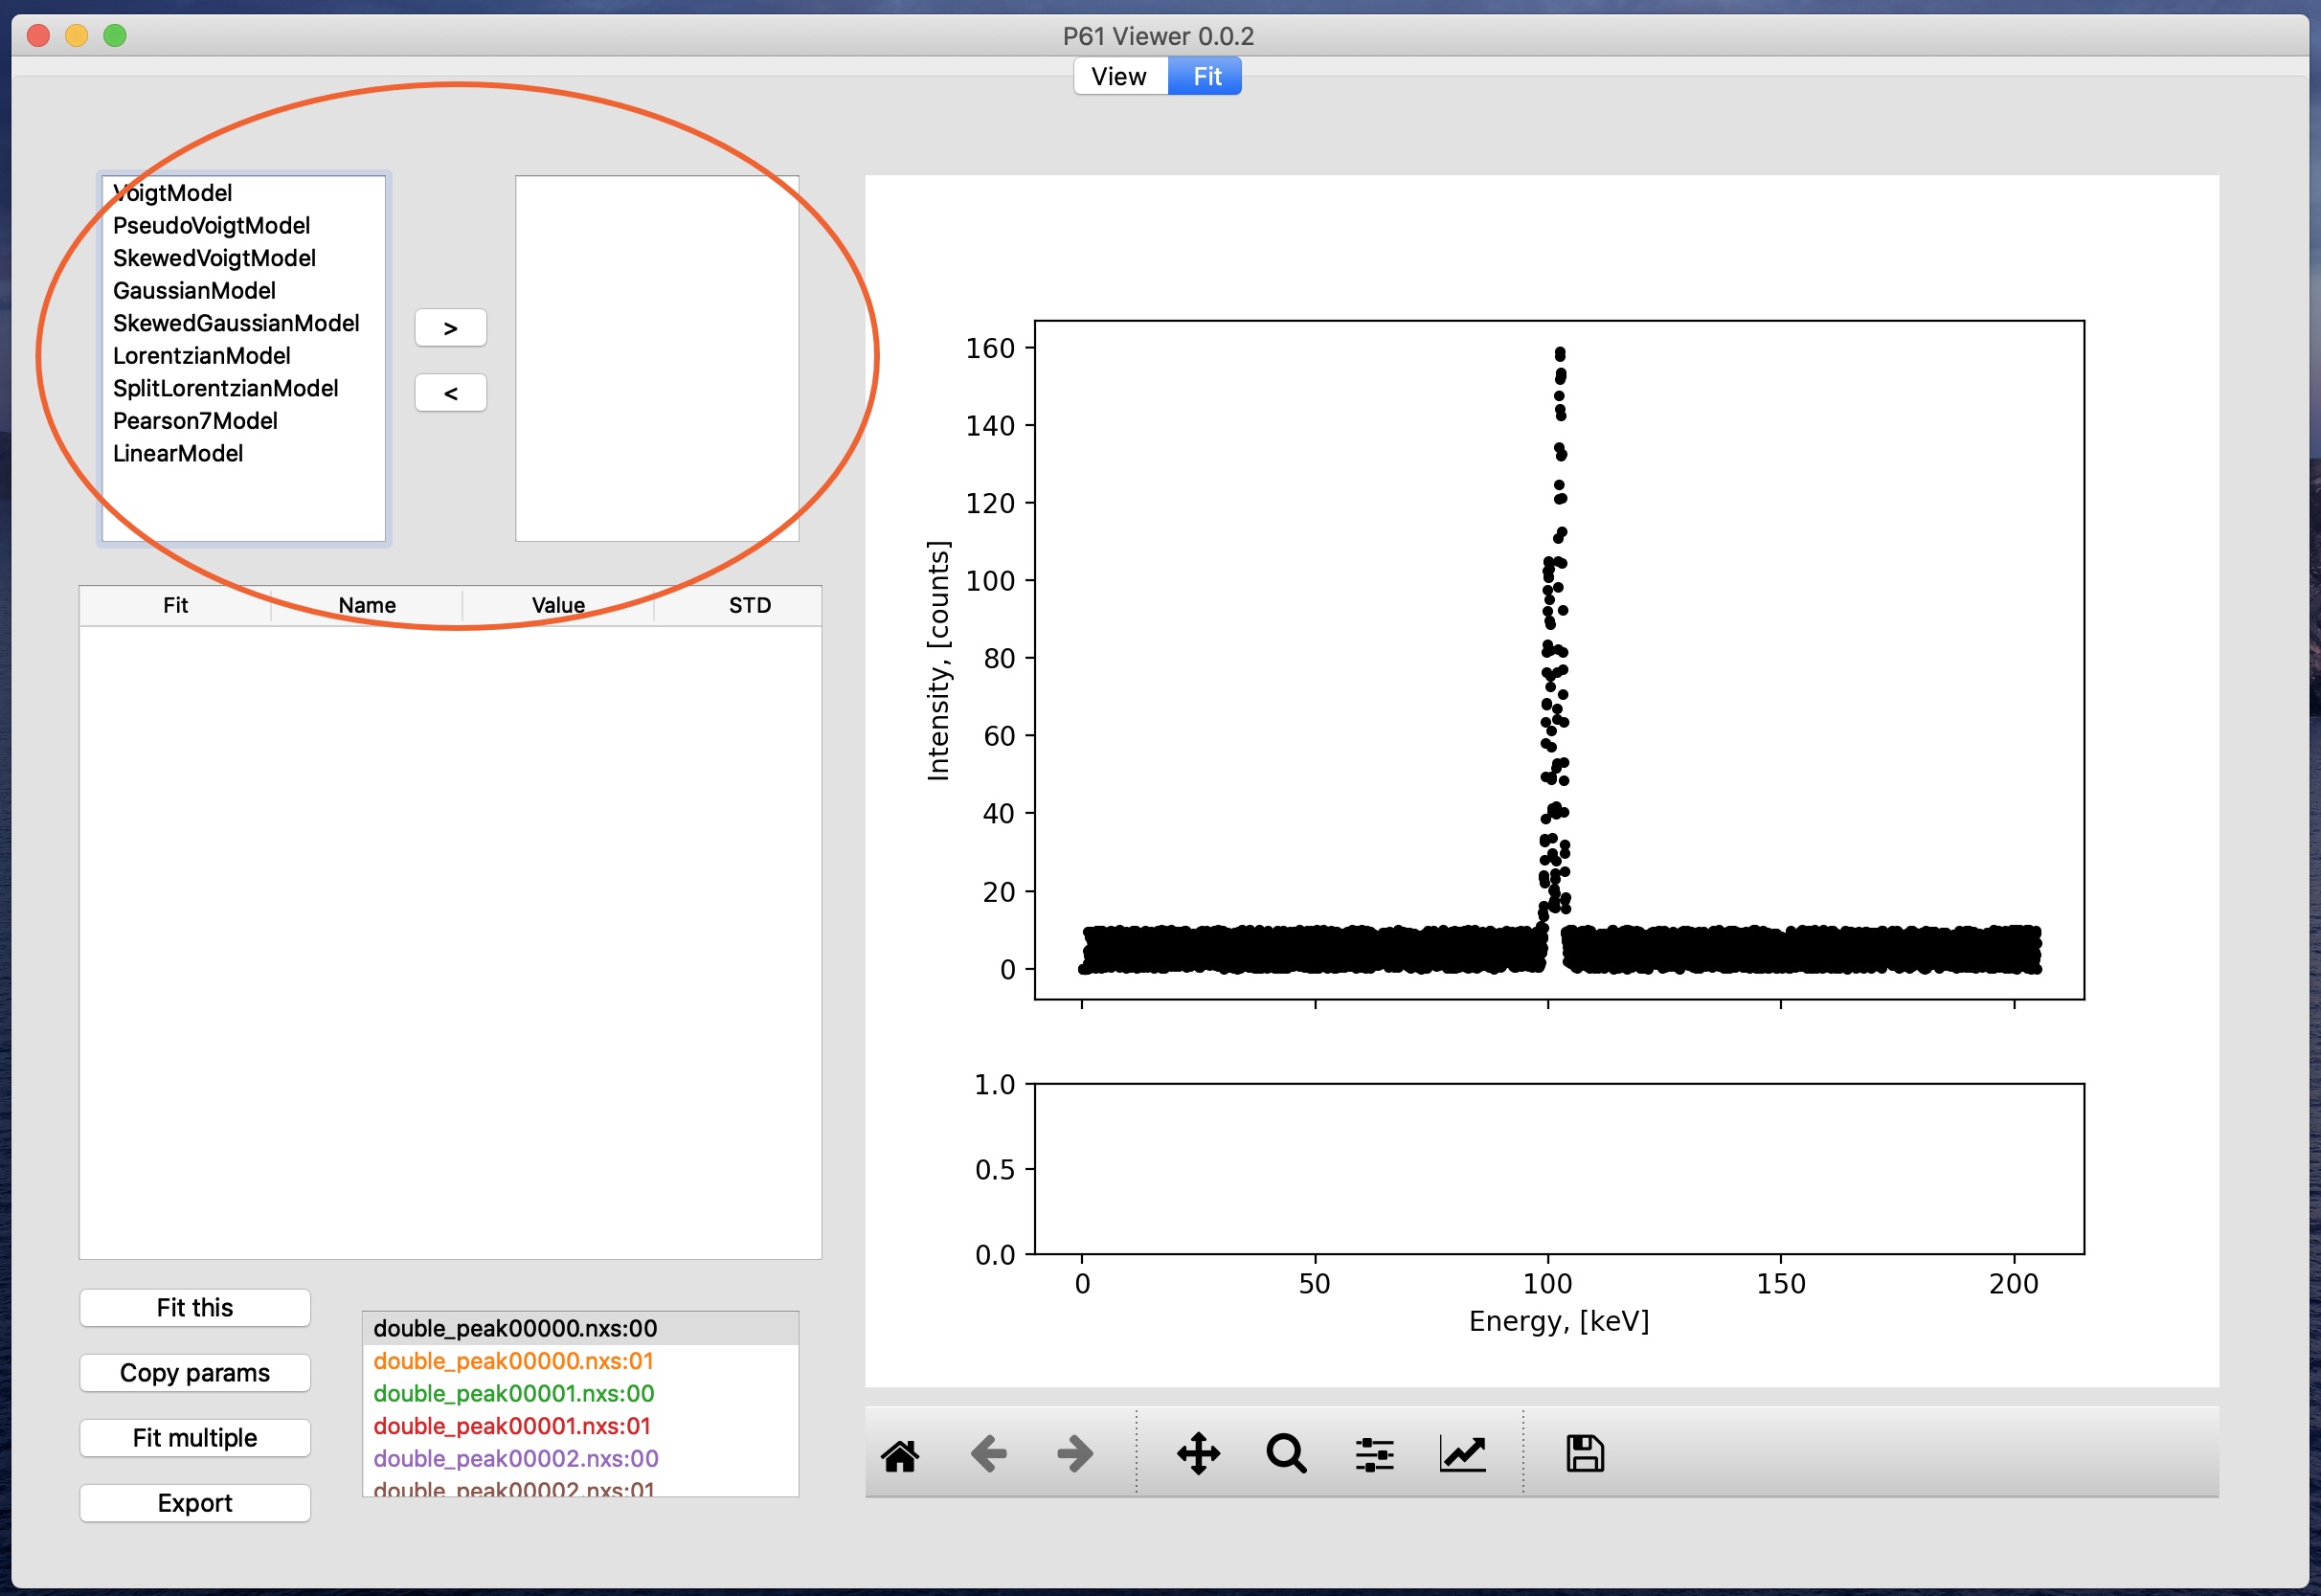 P61 Viewer 0.0.2
View Fit
VoigtModel
PseudoVoigtModel
SkewedVoigtModel
GaussianModel
SkewedGaussianModel
LorentzianModel
SplitLorentzianModel
Pearson7Model
LinearModel
>
<
Fit Name Value STD
Fit this
Copy params
Fit multiple
Export
double_peak00000.nxs:00
double_peak00000.nxs:01
double_peak00001.nxs:00
double_peak00001.nxs:01
double_peak00002.nxs:00
double_peak00002.nxs:01
Intensity, [counts]
160
140
120
100
80
60
40
20
0
1.0
0.5
0.0
0 50 100 150 200
Energy, [keV]